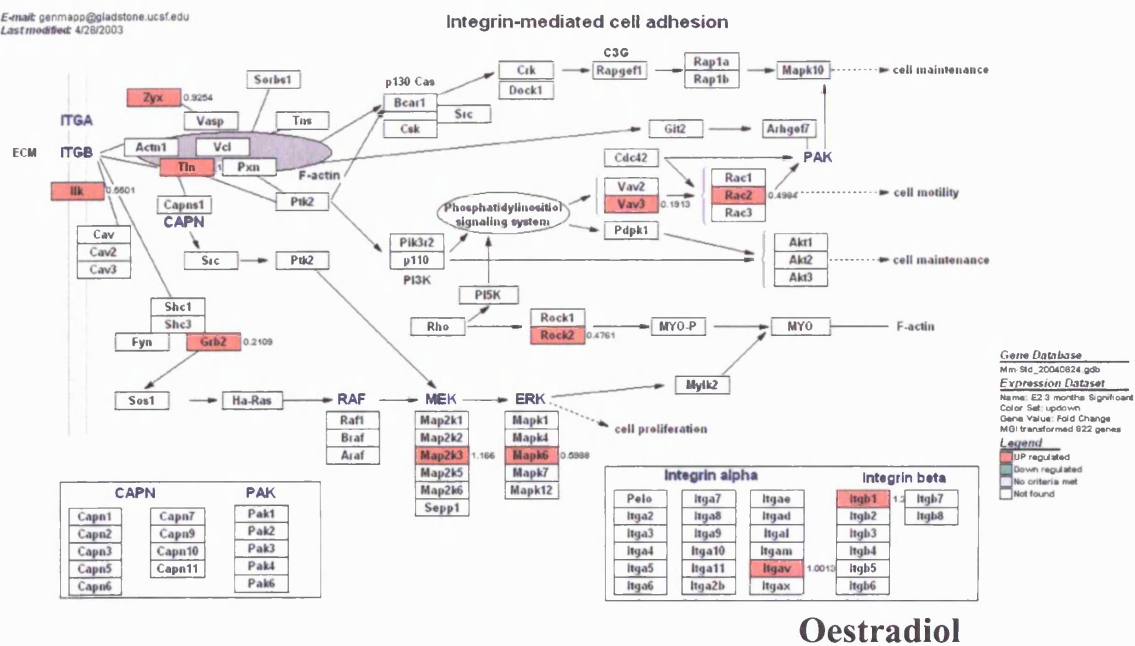 E-mail: genmapp@gladstone.ucsf.edu
Last modified: 4/28/2003
Integrin-mediated cell adhesion
ECM
ITGA
ITGB
Zyx 0.9254
Sorbs1
Vasp
Tns
Actn1
Vcl
Tln
Pxn
F-actin
Ilk 0.5501
Capns1
CAPN
Ptk2
Cav
Cav2
Cav3
Src
Ptk2
Shc1
Shc3
Fyn
Grb2 0.2109
Sos1
Ha-Ras
RAF
Raf1
Braf
Araf
MEK
Map2k1
Map2k2
Map2k3 1.166
Map2k5
Map2k6
Sepp1
ERK
Mapk1
Mapk4
Mapk6 0.5988
Mapk7
Mapk12
cell proliferation
p130 Cas
Bcar1
Csk
Src
Crk
Dock1
C3G
Rapgef1
Rap1a
Rap1b
Mapk10
cell maintenance
Git2
Arhgef7
PAK
Cdc42
Vav2
Vav3 0.1913
Rac1
Rac2 0.4984
Rac3
cell motility
Phosphatidylinositol
signaling system
Pdpk1
Pik3r2
p110
PI3K
Akt1
Akt2
Akt3
cell maintenance
PI5K
Rho
Rock1
Rock2 0.4761
MYO-P
MYO
F-actin
Mylk2
CAPN
Capn1
Capn2
Capn3
Capn5
Capn6
Capn7
Capn9
Capn10
Capn11
PAK
Pak1
Pak2
Pak3
Pak4
Pak6
Integrin alpha
Pelo
Itga2
Itga3
Itga4
Itga5
Itga6
Itga7
Itga8
Itga9
Itga10
Itga11
Itga2b
Itgae
Itgad
Itgal
Itgam
Itgav 1.0013
Itgax
Integrin beta
Itgb1
Itgb2
Itgb3
Itgb4
Itgb5
Itgb6
Itgb7
Itgb8
Gene Database
Mm-Std_20040824.gdb
Expression Dataset
Name: E2 3 months Significant
Color Set: updown
Gene Value: Fold Change
MGI transformed 622 genes
Legend
UP regulated
Down regulated
No criteria met
Not found
Oestradiol